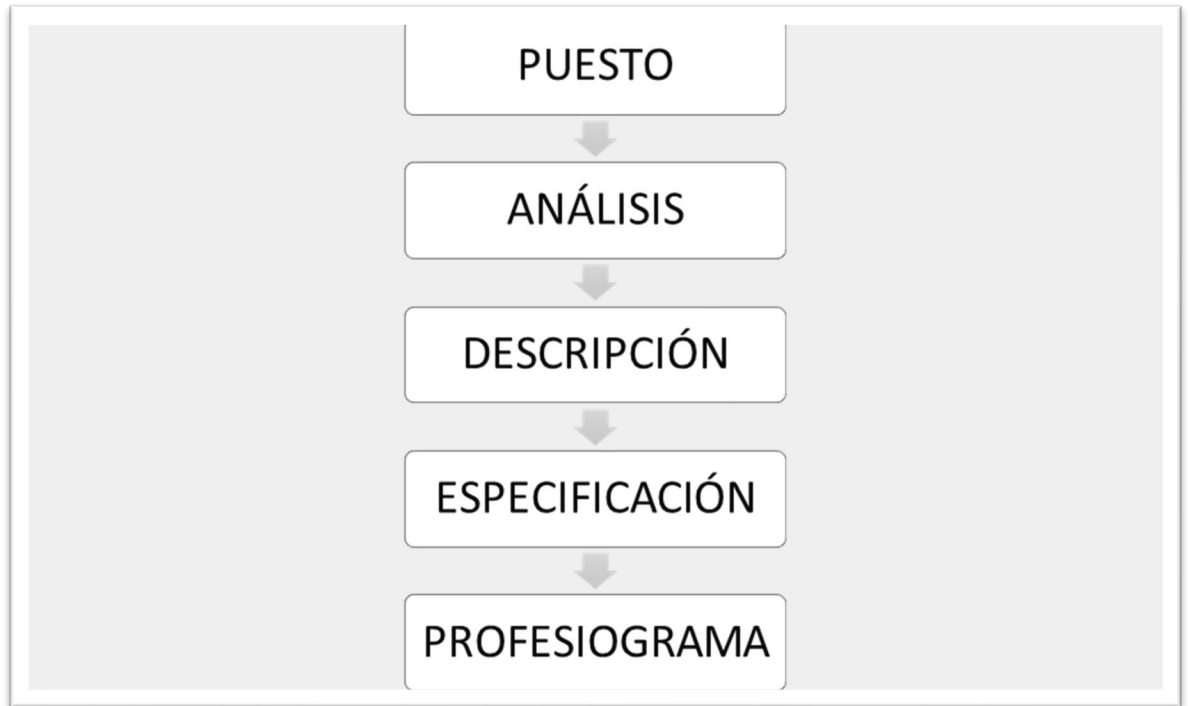 PUESTO
ANÁLISIS
DESCRIPCIÓN
ESPECIFICACIÓN
PROFESIOGRAMA